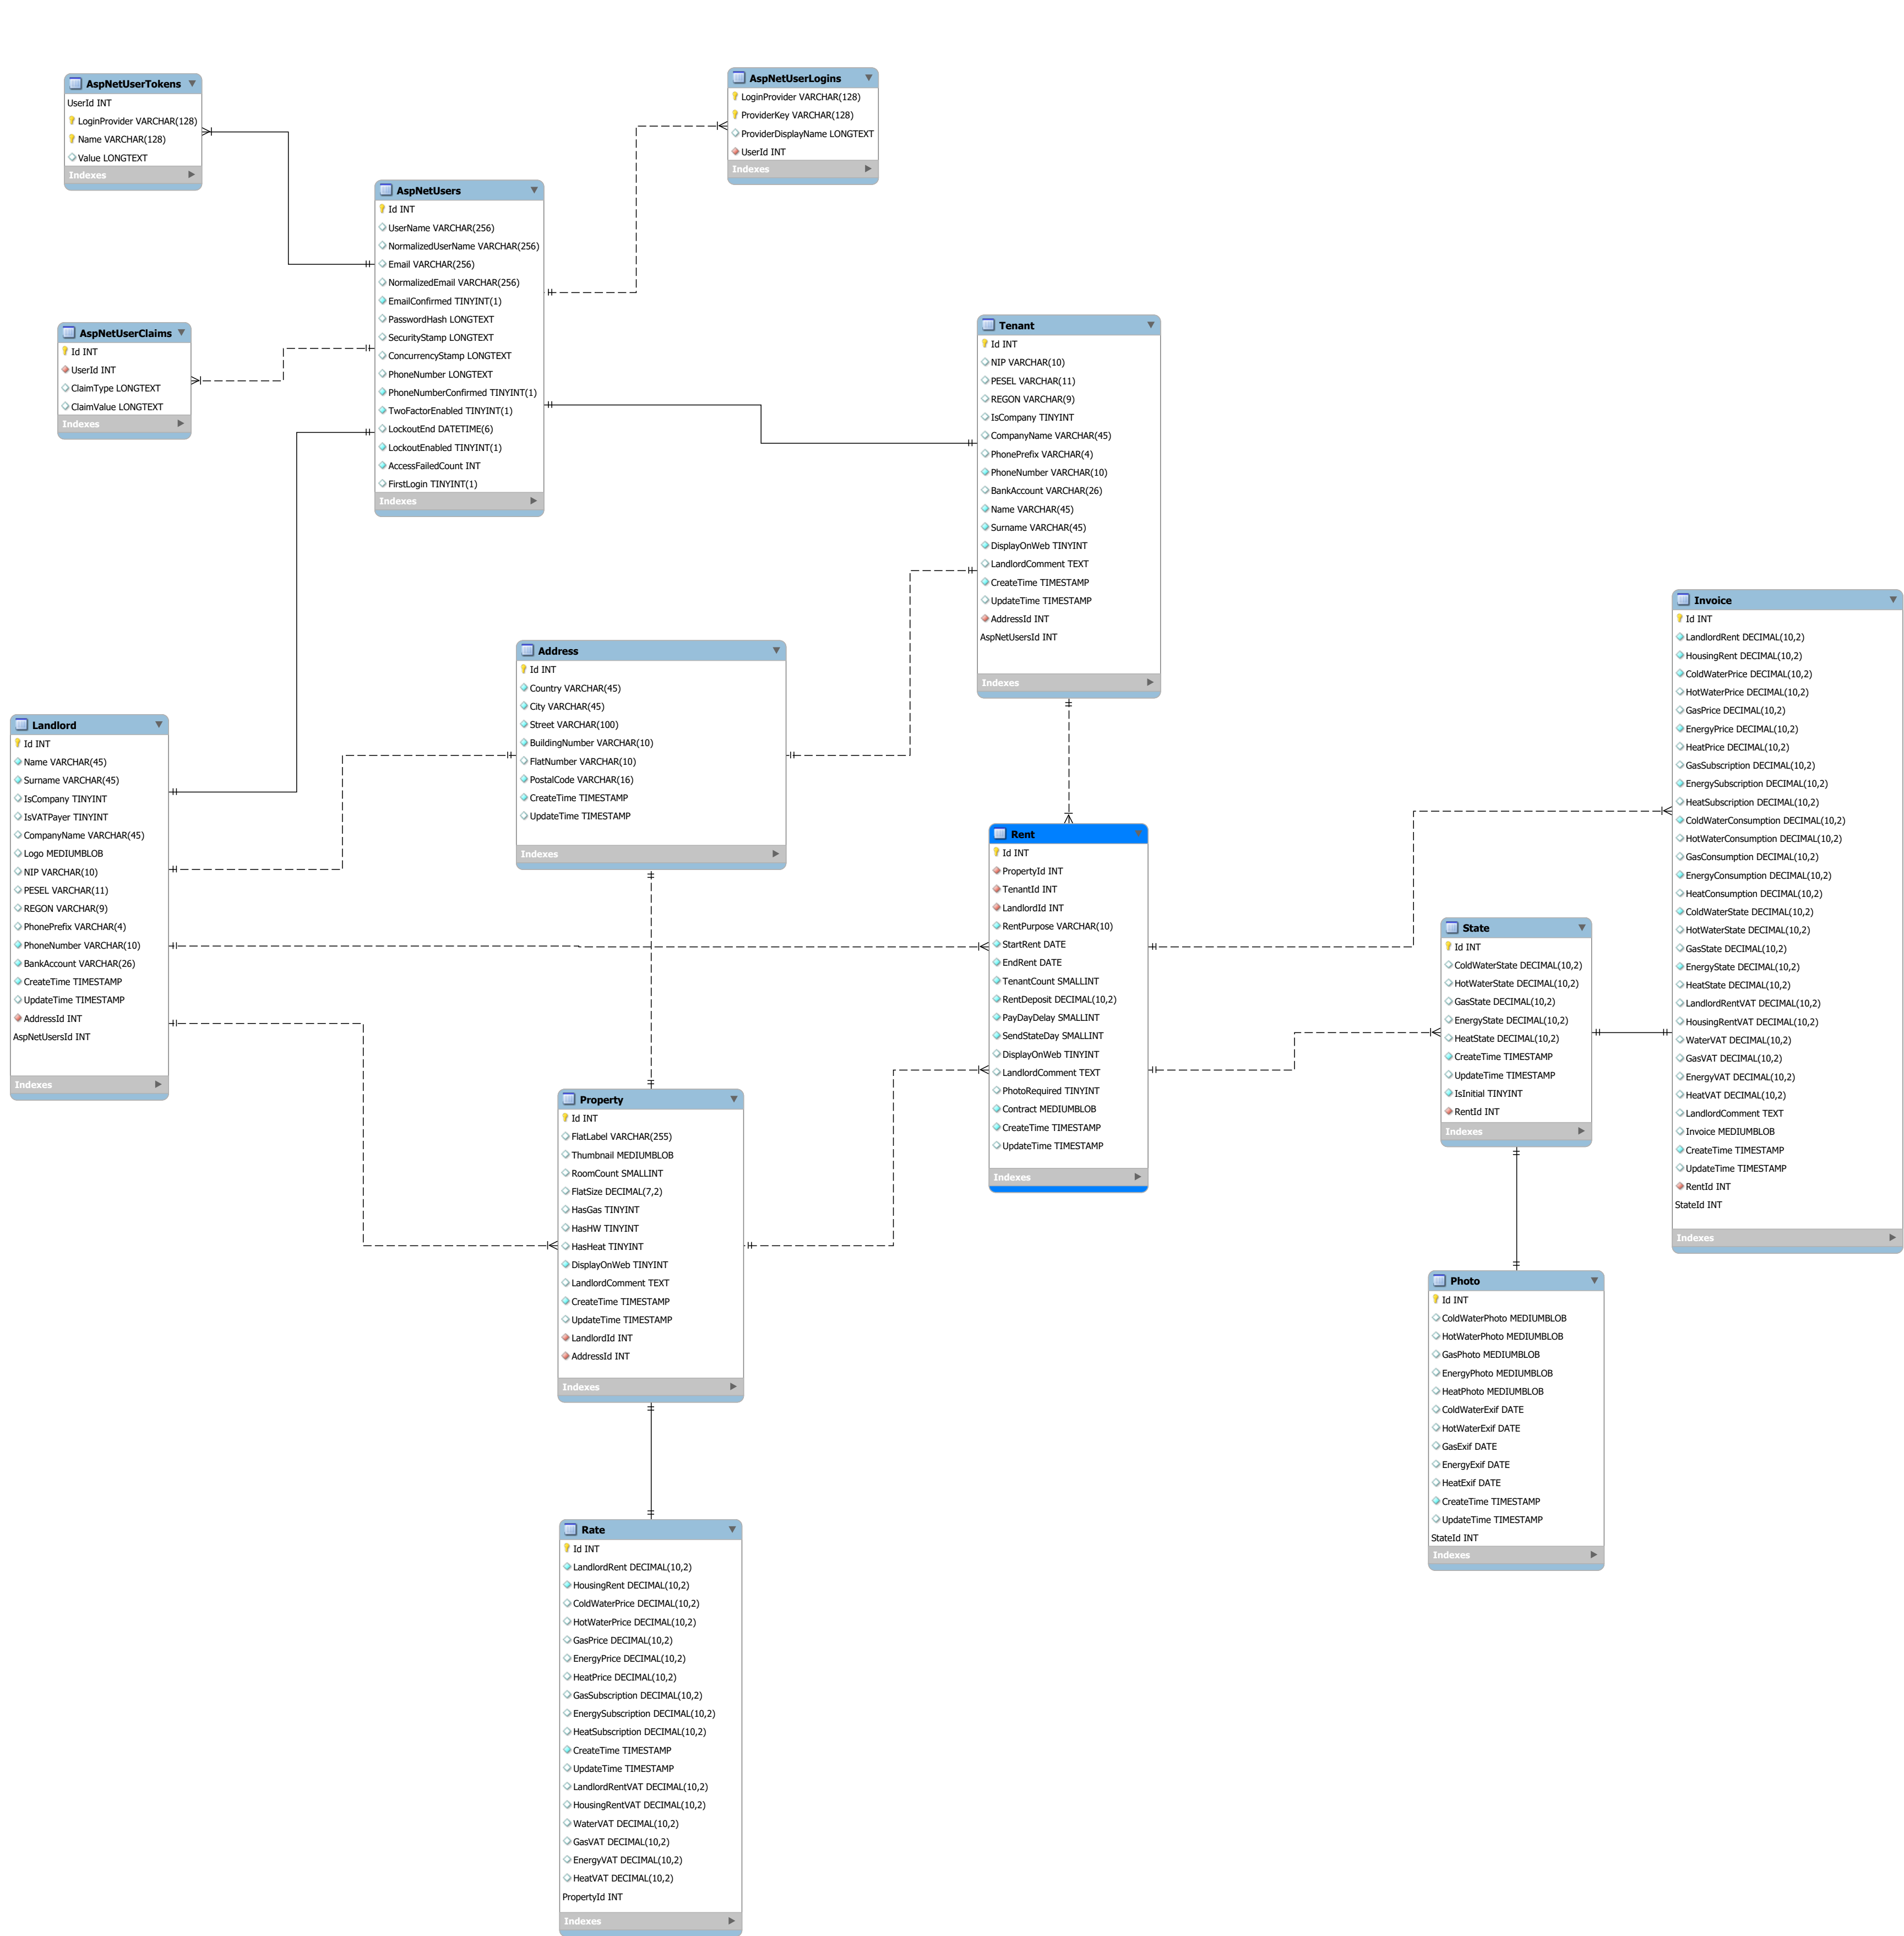 AspNetUserTokens
UserId INT
LoginProvider VARCHAR(128)
Name VARCHAR(128)
Value LONGTEXT
Indexes
AspNetUserLogins
LoginProvider VARCHAR(128)
ProviderKey VARCHAR(128)
ProviderDisplayName LONGTEXT
UserId INT
Indexes
AspNetUsers
Id INT
UserName VARCHAR(256)
NormalizedUserName VARCHAR(256)
Email VARCHAR(256)
NormalizedEmail VARCHAR(256)
EmailConfirmed TINYINT(1)
PasswordHash LONGTEXT
SecurityStamp LONGTEXT
ConcurrencyStamp LONGTEXT
PhoneNumber LONGTEXT
PhoneNumberConfirmed TINYINT(1)
TwoFactorEnabled TINYINT(1)
LockoutEnd DATETIME(6)
LockoutEnabled TINYINT(1)
AccessFailedCount INT
FirstLogin TINYINT(1)
Indexes
AspNetUserClaims
Id INT
UserId INT
ClaimType LONGTEXT
ClaimValue LONGTEXT
Indexes
Tenant
Id INT
NIP VARCHAR(10)
PESEL VARCHAR(11)
REGON VARCHAR(9)
IsCompany TINYINT
CompanyName VARCHAR(45)
PhonePrefix VARCHAR(4)
PhoneNumber VARCHAR(10)
BankAccount VARCHAR(26)
Name VARCHAR(45)
Surname VARCHAR(45)
DisplayOnWeb TINYINT
LandlordComment TEXT
CreateTime TIMESTAMP
UpdateTime TIMESTAMP
AddressId INT
AspNetUsersId INT
Indexes
Address
Id INT
Country VARCHAR(45)
City VARCHAR(45)
Street VARCHAR(100)
BuildingNumber VARCHAR(10)
FlatNumber VARCHAR(10)
PostalCode VARCHAR(16)
CreateTime TIMESTAMP
UpdateTime TIMESTAMP
Indexes
Landlord
Id INT
Name VARCHAR(45)
Surname VARCHAR(45)
IsCompany TINYINT
IsVATPayer TINYINT
CompanyName VARCHAR(45)
Logo MEDIUMBLOB
NIP VARCHAR(10)
PESEL VARCHAR(11)
REGON VARCHAR(9)
PhonePrefix VARCHAR(4)
PhoneNumber VARCHAR(10)
BankAccount VARCHAR(26)
CreateTime TIMESTAMP
UpdateTime TIMESTAMP
AddressId INT
AspNetUsersId INT
Indexes
Rent
Id INT
PropertyId INT
TenantId INT
LandlordId INT
RentPurpose VARCHAR(10)
StartRent DATE
EndRent DATE
TenantCount SMALLINT
RentDeposit DECIMAL(10,2)
PayDayDelay SMALLINT
SendStateDay SMALLINT
DisplayOnWeb TINYINT
LandlordComment TEXT
PhotoRequired TINYINT
Contract MEDIUMBLOB
CreateTime TIMESTAMP
UpdateTime TIMESTAMP
Indexes
Invoice
Id INT
LandlordRent DECIMAL(10,2)
HousingRent DECIMAL(10,2)
ColdWaterPrice DECIMAL(10,2)
HotWaterPrice DECIMAL(10,2)
GasPrice DECIMAL(10,2)
EnergyPrice DECIMAL(10,2)
HeatPrice DECIMAL(10,2)
GasSubscription DECIMAL(10,2)
EnergySubscription DECIMAL(10,2)
HeatSubscription DECIMAL(10,2)
ColdWaterConsumption DECIMAL(10,2)
HotWaterConsumption DECIMAL(10,2)
GasConsumption DECIMAL(10,2)
EnergyConsumption DECIMAL(10,2)
HeatConsumption DECIMAL(10,2)
ColdWaterState DECIMAL(10,2)
HotWaterState DECIMAL(10,2)
GasState DECIMAL(10,2)
EnergyState DECIMAL(10,2)
HeatState DECIMAL(10,2)
LandlordRentVAT DECIMAL(10,2)
HousingRentVAT DECIMAL(10,2)
WaterVAT DECIMAL(10,2)
GasVAT DECIMAL(10,2)
EnergyVAT DECIMAL(10,2)
HeatVAT DECIMAL(10,2)
LandlordComment TEXT
Invoice MEDIUMBLOB
CreateTime TIMESTAMP
UpdateTime TIMESTAMP
RentId INT
StateId INT
Indexes
State
Id INT
ColdWaterState DECIMAL(10,2)
HotWaterState DECIMAL(10,2)
GasState DECIMAL(10,2)
EnergyState DECIMAL(10,2)
HeatState DECIMAL(10,2)
CreateTime TIMESTAMP
UpdateTime TIMESTAMP
IsInitial TINYINT
RentId INT
Indexes
Property
Id INT
FlatLabel VARCHAR(255)
Thumbnail MEDIUMBLOB
RoomCount SMALLINT
FlatSize DECIMAL(7,2)
HasGas TINYINT
HasHW TINYINT
HasHeat TINYINT
DisplayOnWeb TINYINT
LandlordComment TEXT
CreateTime TIMESTAMP
UpdateTime TIMESTAMP
LandlordId INT
AddressId INT
Indexes
Photo
Id INT
ColdWaterPhoto MEDIUMBLOB
HotWaterPhoto MEDIUMBLOB
GasPhoto MEDIUMBLOB
EnergyPhoto MEDIUMBLOB
HeatPhoto MEDIUMBLOB
ColdWaterExif DATE
HotWaterExif DATE
GasExif DATE
EnergyExif DATE
HeatExif DATE
CreateTime TIMESTAMP
UpdateTime TIMESTAMP
StateId INT
Indexes
Rate
Id INT
LandlordRent DECIMAL(10,2)
HousingRent DECIMAL(10,2)
ColdWaterPrice DECIMAL(10,2)
HotWaterPrice DECIMAL(10,2)
GasPrice DECIMAL(10,2)
EnergyPrice DECIMAL(10,2)
HeatPrice DECIMAL(10,2)
GasSubscription DECIMAL(10,2)
EnergySubscription DECIMAL(10,2)
HeatSubscription DECIMAL(10,2)
CreateTime TIMESTAMP
UpdateTime TIMESTAMP
LandlordRentVAT DECIMAL(10,2)
HousingRentVAT DECIMAL(10,2)
WaterVAT DECIMAL(10,2)
GasVAT DECIMAL(10,2)
EnergyVAT DECIMAL(10,2)
HeatVAT DECIMAL(10,2)
PropertyId INT
Indexes